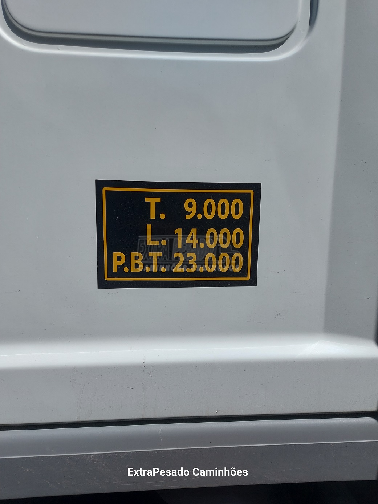 T. 9.000
L. 14.000
P.B.T. 23.000
ExtraPesado Caminhões